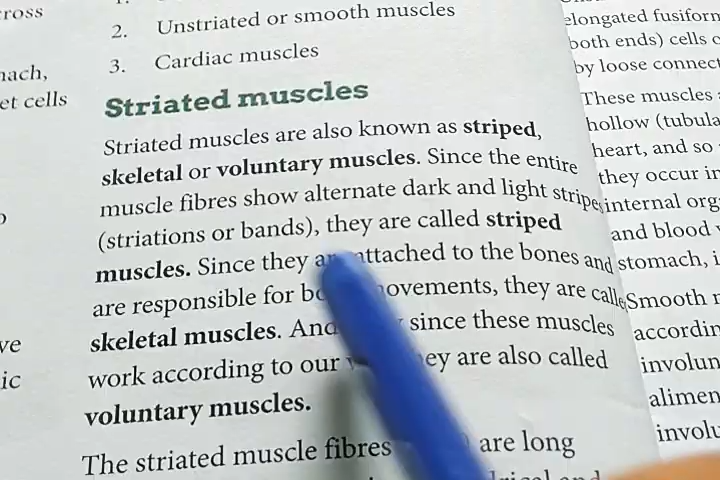 ross
nach,
et cells
ve
ic
2. Unstriated or smooth muscles
3. Cardiac muscles
Striated muscles
Striated muscles are also known as striped,
skeletal or voluntary muscles. Since the entire
muscle fibres show alternate dark and light stripes
(striations or bands), they are called striped
muscles. Since they attached to the bones and
are responsible for movements, they are calle
skeletal muscles. And since these muscles
work according to our they are also called
voluntary muscles.
The striated muscle fibres are long
elongated fusiform
both ends) cells
by loose connect
These muscles
hollow (tubula
heart, and so
they occur in
internal org
and blood
stomach, i
Smooth
accordin
involun
alimen
involu